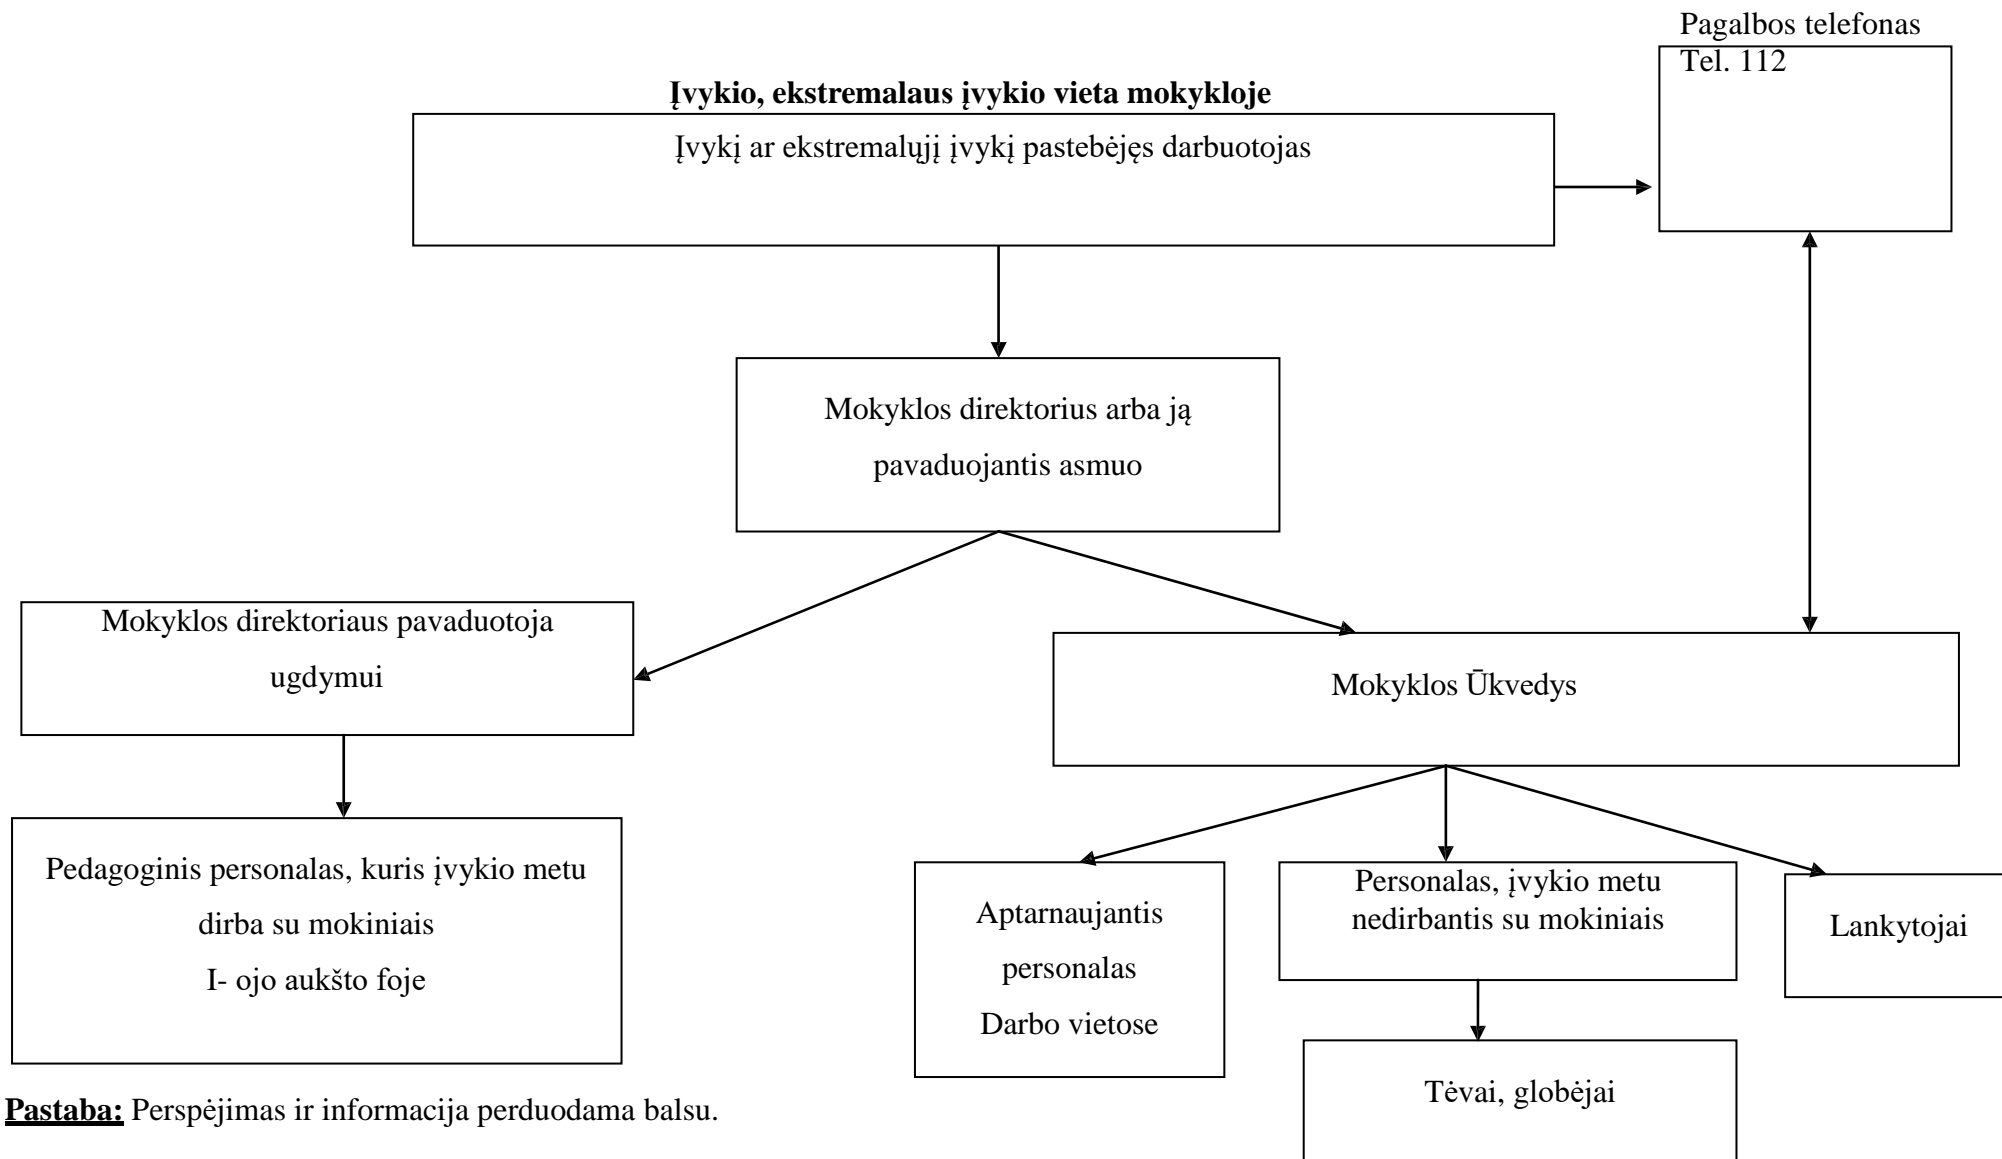 Pagalbos telefonas
Tel. 112
Įvykio, ekstremalaus įvykio vieta mokykloje
Įvykį ar ekstremalųjį įvykį pastebėjęs darbuotojas
Mokyklos direktorius arba ją
pavaduojantis asmuo
Mokyklos direktoriaus pavaduotoja
ugdymui
Mokyklos Ūkvedys
Pedagoginis personalas, kuris įvykio metu
dirba su mokiniais
I- ojo aukšto foje
Aptarnaujantis
personalas
Darbo vietose
Personalas, įvykio metu
nedirbantis su mokiniais
Lankytojai
Tėvai, globėjai
Pastaba: Perspėjimas ir informacija perduodama balsu.